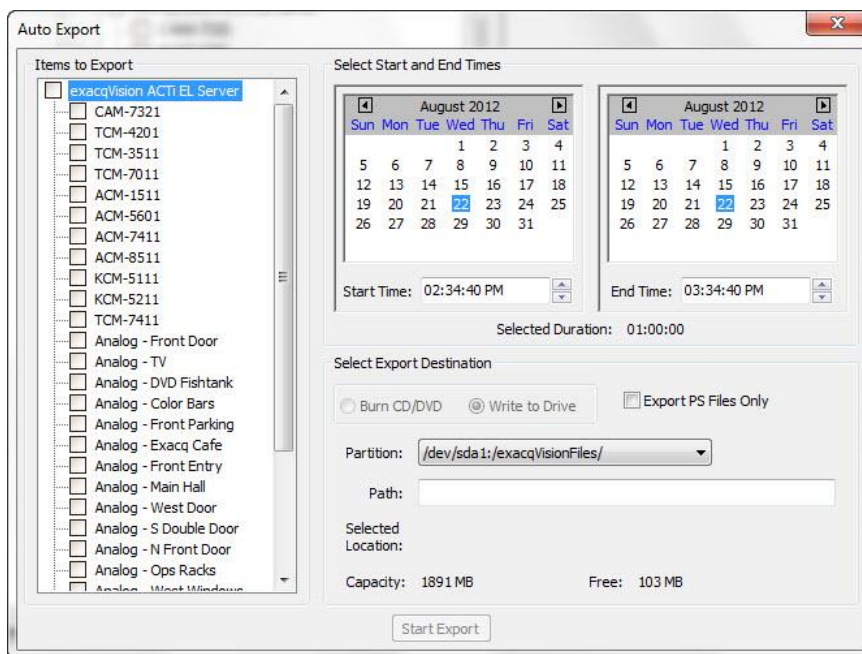 Auto Export
Items to Export
exacqVision ACTi EL Server
CAM-7321
TCM-4201
TCM-3511
TCM-7011
ACM-1511
ACM-5601
ACM-7411
ACM-8511
KCM-5111
KCM-5211
TCM-7411
Analog - Front Door
Analog - TV
Analog - DVD Fishtank
Analog - Color Bars
Analog - Front Parking
Analog - Exacq Cafe
Analog - Front Entry
Analog - Main Hall
Analog - West Door
Analog - S Double Door
Analog - N Front Door
Analog - Ops Racks
Analog - West Windows
Select Start and End Times
August 2012
Sun Mon Tue Wed Thu Fri Sat
1 2 3 4
5 6 7 8 9 10 11
12 13 14 15 16 17 18
19 20 21 22 23 24 25
26 27 28 29 30 31
Start Time: 02:34:40 PM
August 2012
Sun Mon Tue Wed Thu Fri Sat
1 2 3 4
5 6 7 8 9 10 11
12 13 14 15 16 17 18
19 20 21 22 23 24 25
26 27 28 29 30 31
End Time: 03:34:40 PM
Selected Duration: 01:00:00
Select Export Destination
Burn CD/DVD Write to Drive Export PS Files Only
Partition: /dev/sda1:/exacqVisionFiles/
Path:
Selected
Location:
Capacity: 1891 MB Free: 103 MB
Start Export